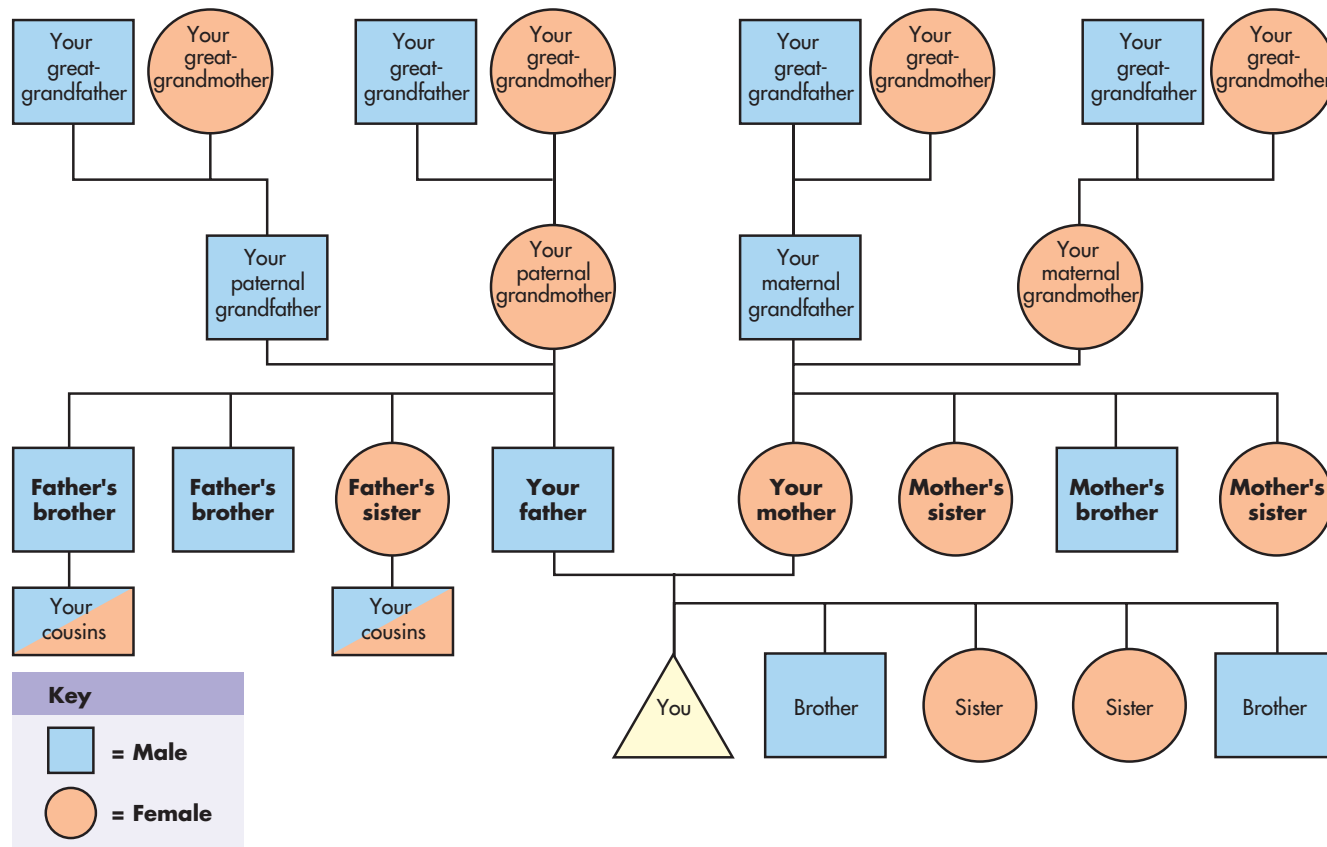 Your
great-
grandfather
Your
great-
grandmother
Your
great-
grandfather
Your
great-
grandmother
Your
great-
grandfather
Your
great-
grandmother
Your
great-
grandfather
Your
great-
grandmother
Your
paternal
grandfather
Your
paternal
grandmother
Your
maternal
grandfather
Your
maternal
grandmother
Father's
brother
Father's
brother
Father's
sister
Your
father
Your
mother
Mother's
sister
Mother's
brother
Mother's
sister
Your
cousins
Your
cousins
You
Brother
Sister
Sister
Brother
Key
= Male
= Female